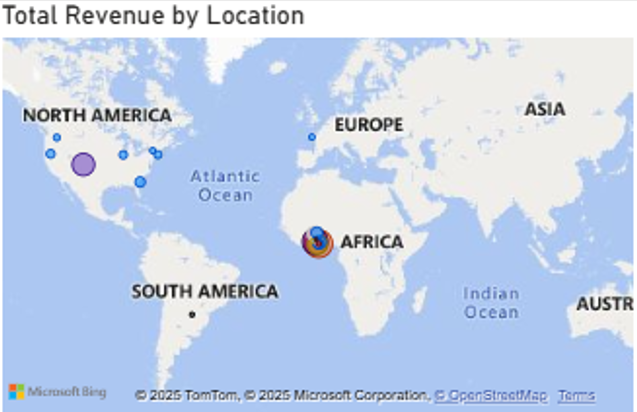 Total Revenue by Location
NORTH AMERICA
EUROPE
ASIA
Atlantic
Ocean
AFRICA
SOUTH AMERICA
Indian
Ocean
AUSTR
Microsoft Bing
© 2025 TomTom, © 2025 Microsoft Corporation, © OpenStreetMap Terms